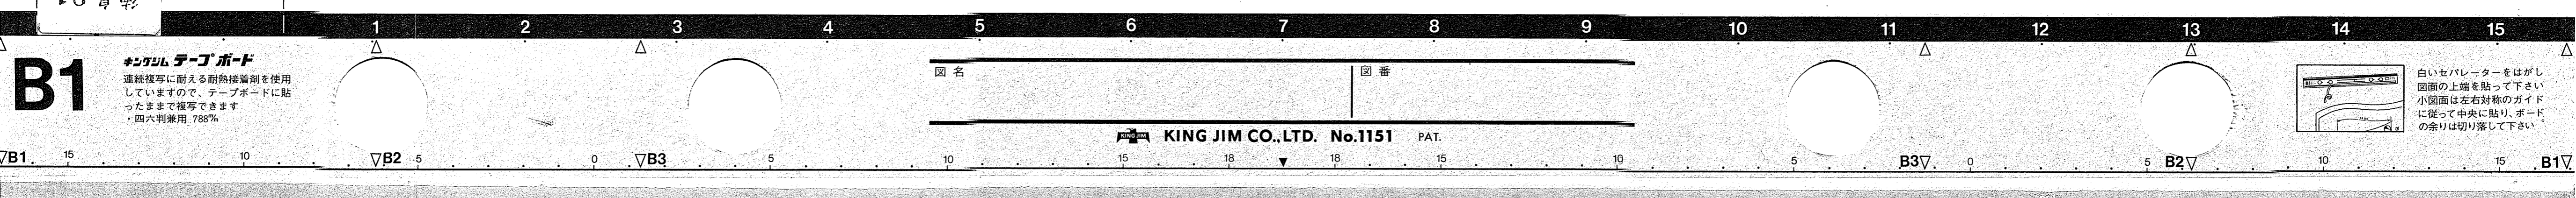 1 2 3 4 5 6 7 8 9 10 11 12 13 14 15
B1
キングジム テープボード
連続複写に耐える耐熱接着剤を使用
していますので、テープボードに貼
ったままで複写できます
・四六判兼用 788%
図名
図番
KING JIM
KING JIM CO.,LTD. No.1151 PAT.
白いセパレーターをはがし
図面の上端を貼って下さい
小図面は左右対称のガイド
に従って中央に貼り、ボード
の余りは切り落して下さい
▽B1 15 10 ▽B2 5 0 ▽B3 5 10 15 18 ▼ 18 15 10 5 B3▽ 0 5 B2▽ 10 15 B1▽